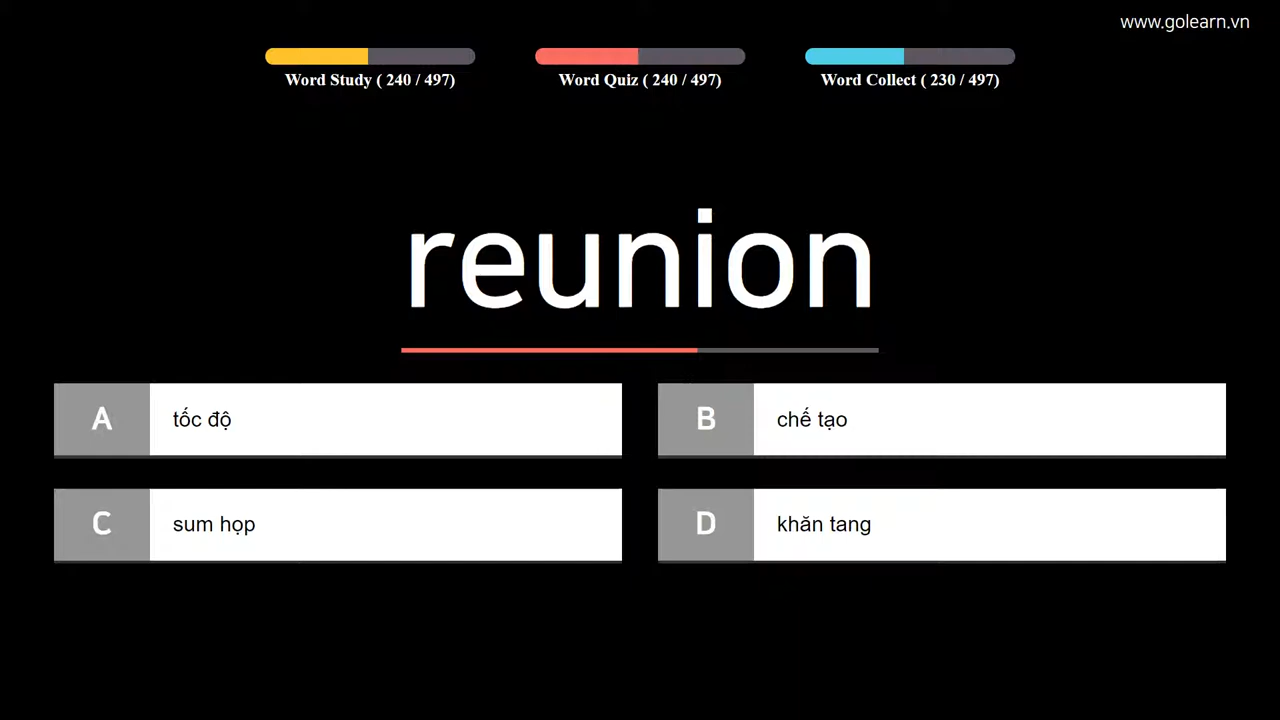 www.golearn.vn
Word Study ( 240 / 497)
Word Quiz ( 240 / 497)
Word Collect ( 230 / 497)
reunion
A tốc độ
B chế tạo
C sum họp
D khăn tang